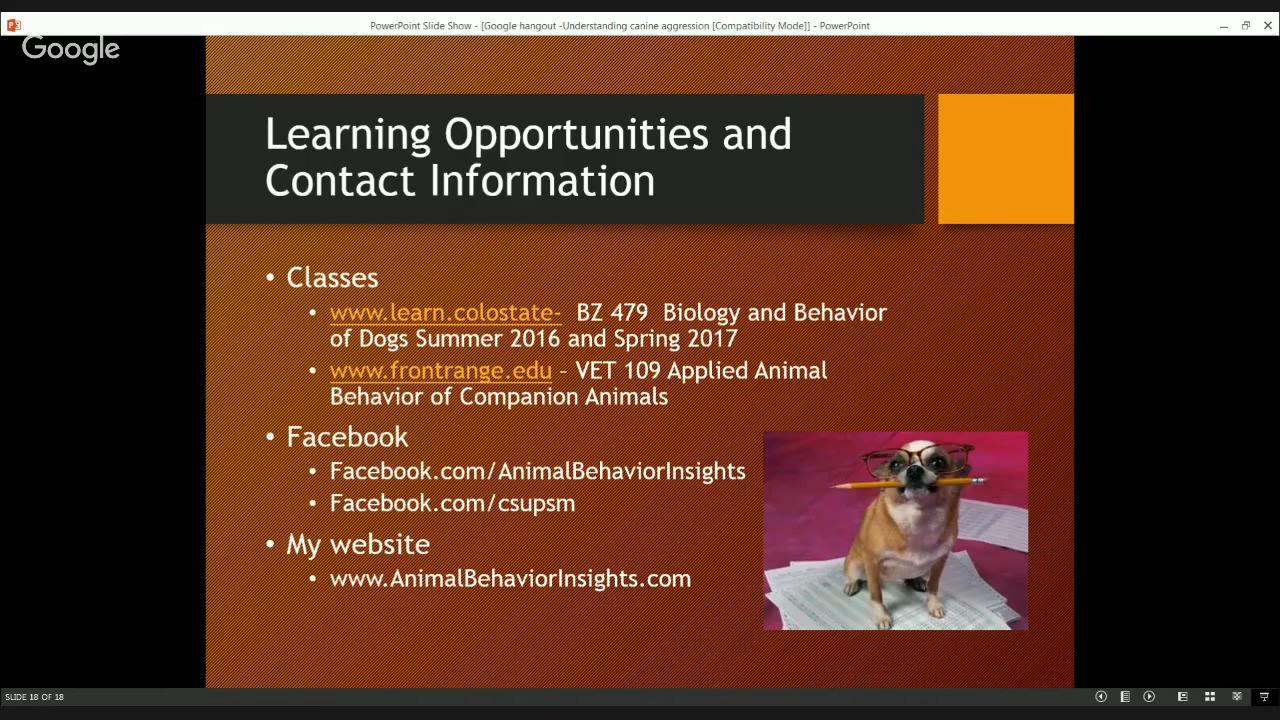 PowerPoint Slide Show - [Google hangout -Understanding canine aggression [Compatibility Mode]] - PowerPoint
Google
Learning Opportunities and
Contact Information
• Classes
• www.learn.colostate- BZ 479 Biology and Behavior
of Dogs Summer 2016 and Spring 2017
• www.frontrange.edu – VET 109 Applied Animal
Behavior of Companion Animals
• Facebook
• Facebook.com/AnimalBehaviorInsights
• Facebook.com/csupsm
• My website
• www.AnimalBehaviorInsights.com
SLIDE 18 OF 18